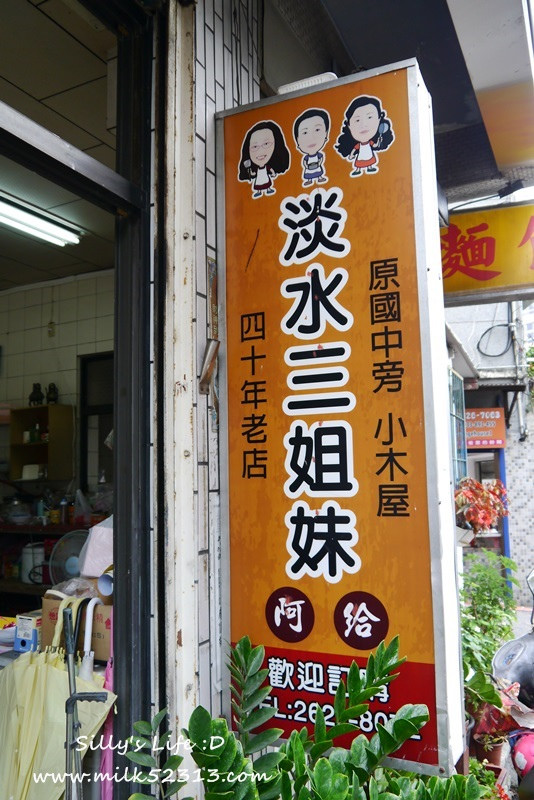 原國中旁 小木屋
淡水三姐妹
四十年老店
阿給
歡迎訂購
麵
Silly's Life :D
www.milk52313.com